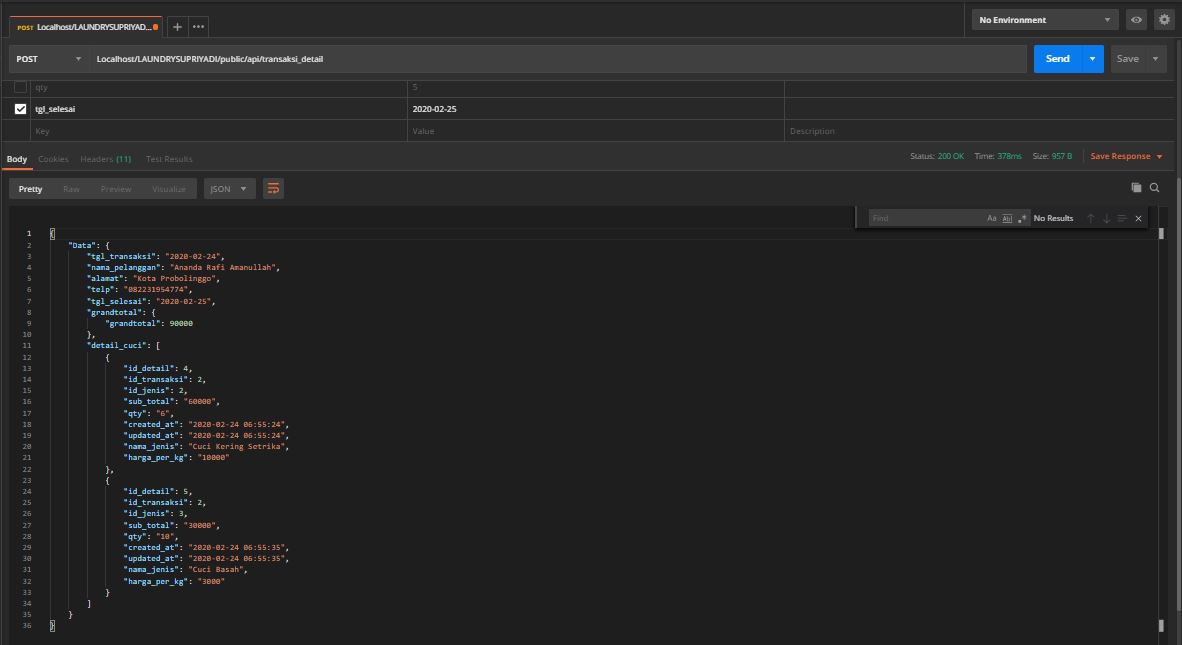 POST Localhost/LAUNDRYSUPRIYAD...
No Environment
POST Localhost/LAUNDRYSUPRIYADI/public/api/transaksi_detail Send Save
qty 5
tgl_selesai 2020-02-25
Key Value Description
Body Cookies Headers (11) Test Results Status: 200 OK Time: 378ms Size: 957 B Save Response
Pretty Raw Preview Visualize JSON
Find Aa Ab| .* No Results
1 {
2 "Data": {
3 "tgl_transaksi": "2020-02-24",
4 "nama_pelanggan": "Ananda Rafi Amanullah",
5 "alamat": "Kota Probolinggo",
6 "telp": "082231954774",
7 "tgl_selesai": "2020-02-25",
8 "grandtotal": {
9 "grandtotal": 90000
10 },
11 "detail_cuci": [
12 {
13 "id_detail": 4,
14 "id_transaksi": 2,
15 "id_jenis": 2,
16 "sub_total": "60000",
17 "qty": "6",
18 "created_at": "2020-02-24 06:55:24",
19 "updated_at": "2020-02-24 06:55:24",
20 "nama_jenis": "Cuci Kering Setrika",
21 "harga_per_kg": "10000"
22 },
23 {
24 "id_detail": 5,
25 "id_transaksi": 2,
26 "id_jenis": 3,
27 "sub_total": "30000",
28 "qty": "10",
29 "created_at": "2020-02-24 06:55:35",
30 "updated_at": "2020-02-24 06:55:35",
31 "nama_jenis": "Cuci Basah",
32 "harga_per_kg": "3000"
33 }
34 ]
35 }
36 }